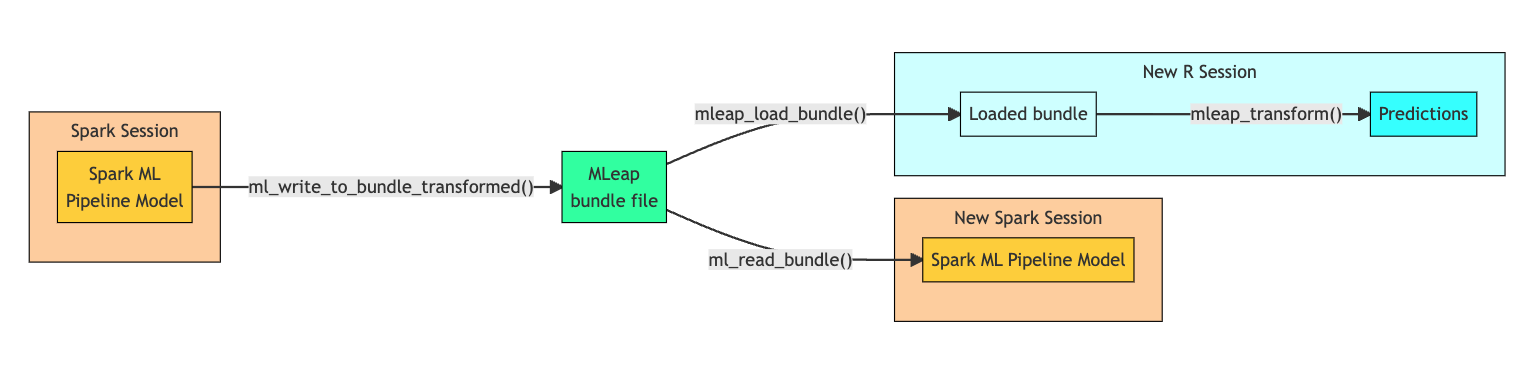 Spark Session
Spark ML
Pipeline Model
ml_write_to_bundle_transformed()
MLeap
bundle file
mleap_load_bundle()
New R Session
Loaded bundle
mleap_transform()
Predictions
ml_read_bundle()
New Spark Session
Spark ML Pipeline Model